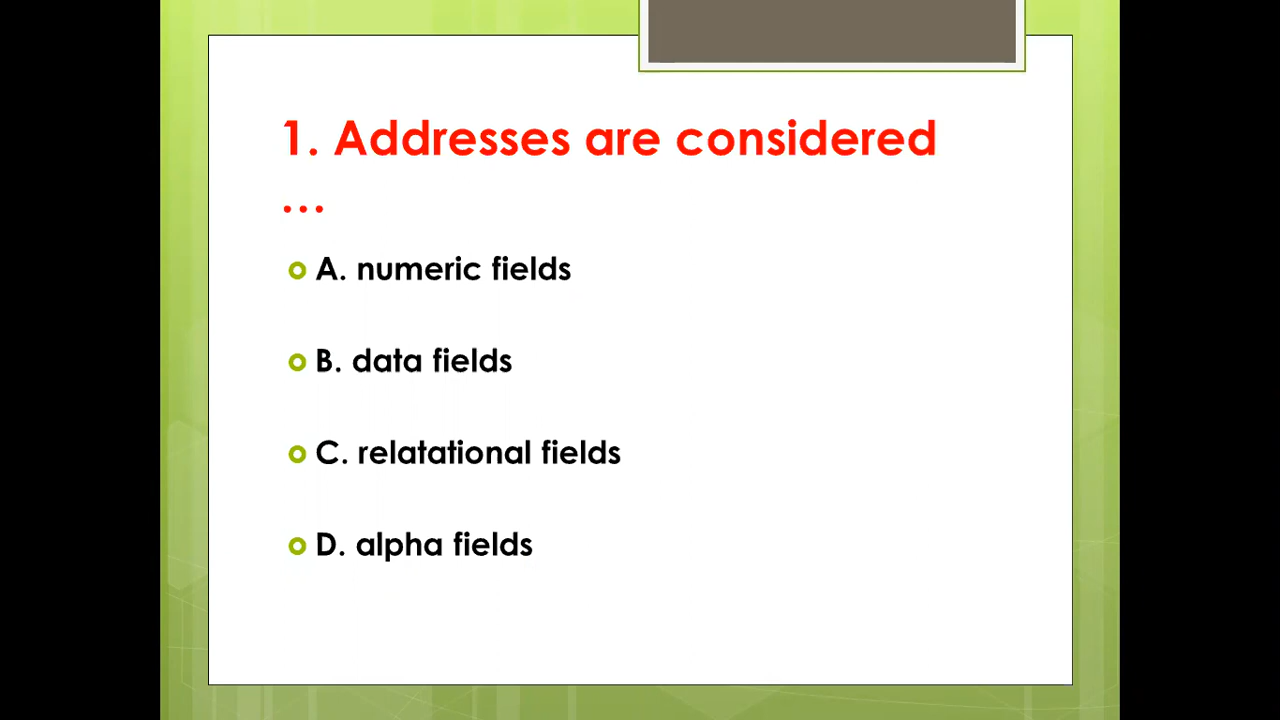 1. Addresses are considered
...
A. numeric fields
B. data fields
C. relatational fields
D. alpha fields